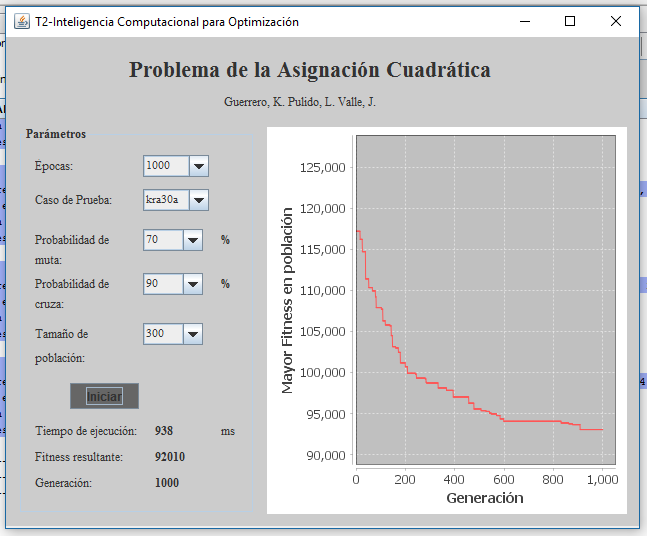 T2-Inteligencia Computacional para Optimización
Problema de la Asignación Cuadrática
Guerrero, K. Pulido, L. Valle, J.
Parámetros
Épocas:
1000
Caso de Prueba:
kra30a
Probabilidad de
muta:
70
%
Probabilidad de
cruza:
90
%
Tamaño de
población:
300
Iniciar
Tiempo de ejecución:
938
ms
Fitness resultante:
92010
Generación:
1000
Mayor Fitness en población
125,000
120,000
115,000
110,000
105,000
100,000
95,000
90,000
0
200
400
600
800
1,000
Generación